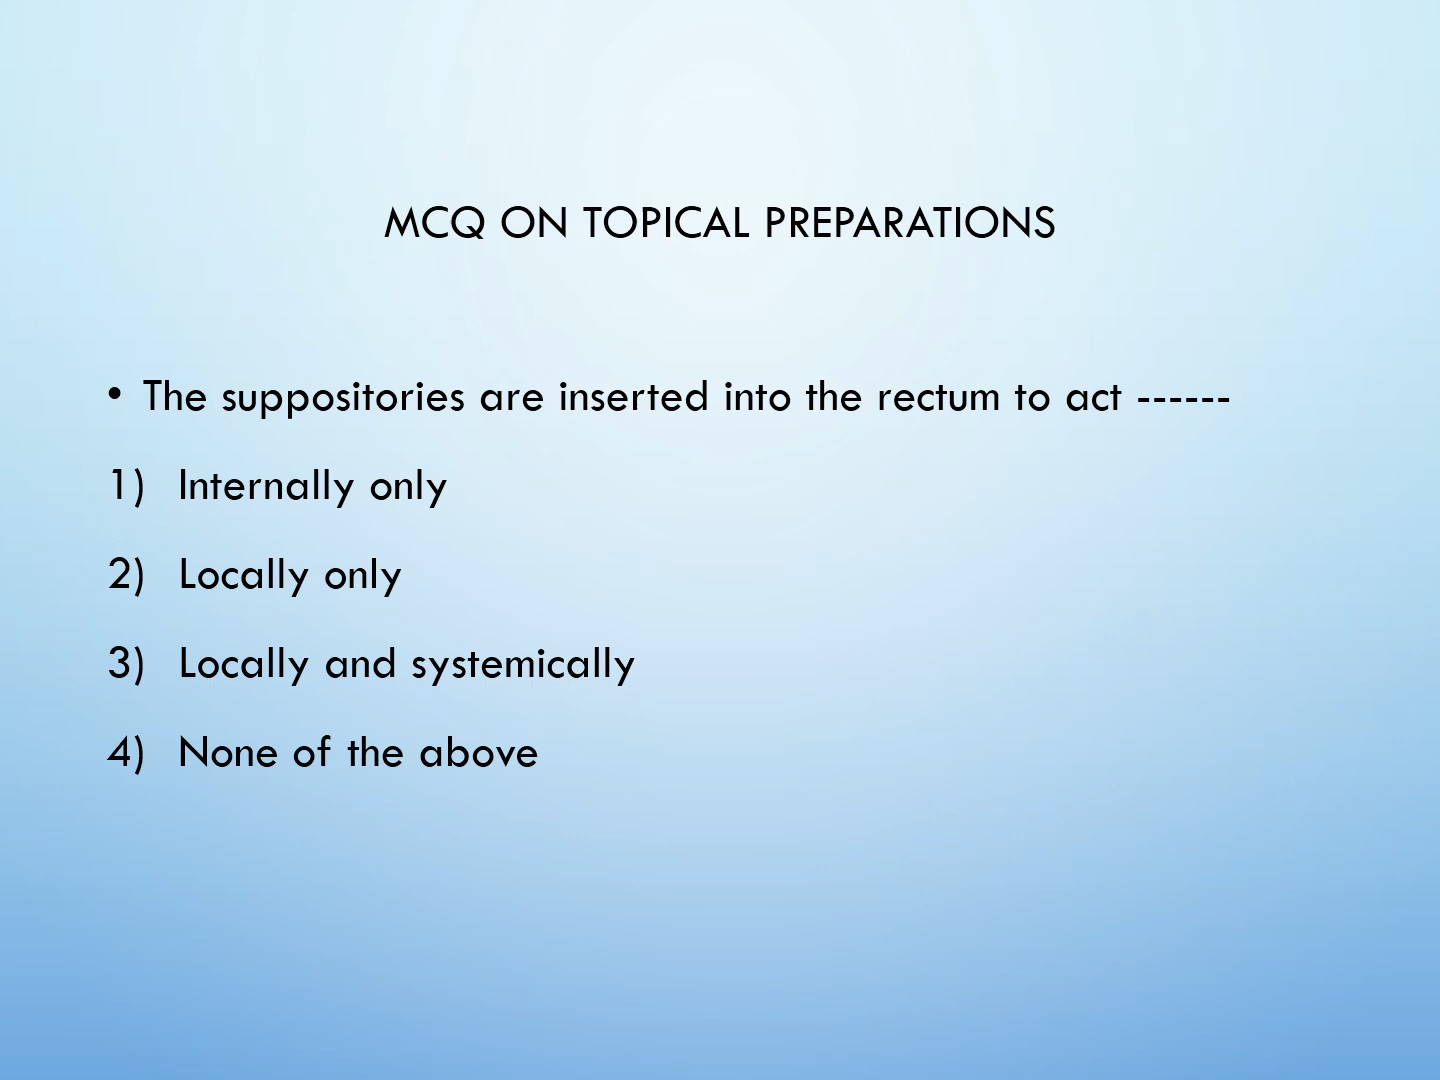 MCQ ON TOPICAL PREPARATIONS
• The suppositories are inserted into the rectum to act ------
1) Internally only
2) Locally only
3) Locally and systemically
4) None of the above